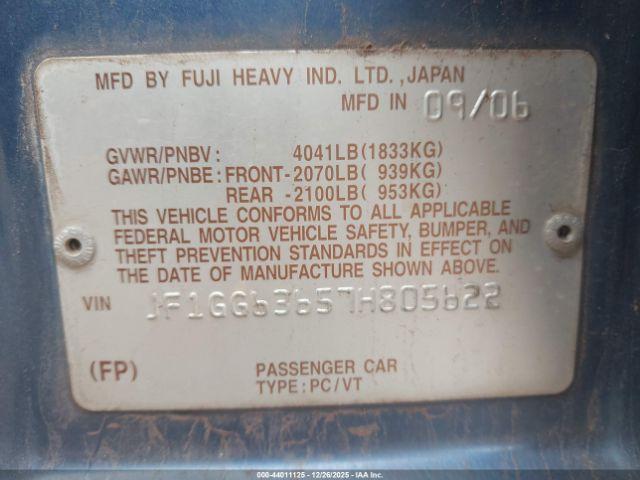 MFD BY FUJI HEAVY IND. LTD., JAPAN
MFD IN 09/06
GVWR/PNBV: 4041LB(1833KG)
GAWR/PNBE: FRONT-2070LB( 939KG)
REAR -2100LB( 953KG)
THIS VEHICLE CONFORMS TO ALL APPLICABLE
FEDERAL MOTOR VEHICLE SAFETY, BUMPER, AND
THEFT PREVENTION STANDARDS IN EFFECT ON
THE DATE OF MANUFACTURE SHOWN ABOVE.
VIN JF1GG63657H805622
(FP) PASSENGER CAR
TYPE: PC/VT
000-44011125 - 12/26/2025 - IAA Inc.